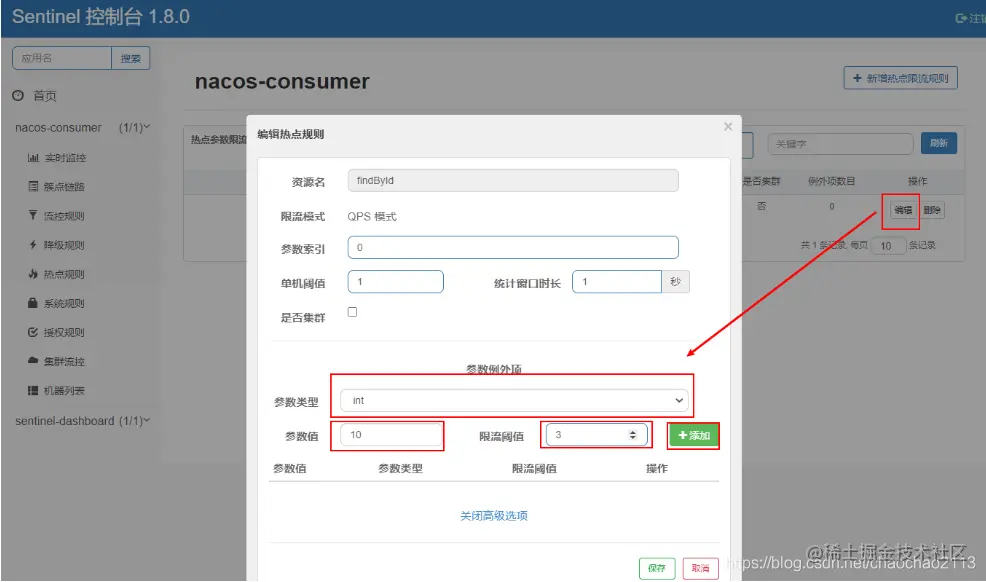 Sentinel 控制台 1.8.0
注销
应用名 搜索
首页
nacos-consumer (1/1)
实时监控
簇点链路
流控规则
降级规则
热点规则
系统规则
授权规则
集群流控
机器列表
sentinel-dashboard (1/1)
nacos-consumer
+ 新增热点限流规则
热点参数限流
关键字 刷新
是否集群 例外项数目 操作
否 0 编辑 删除
共 1 条记录, 每页 10 条记录
编辑热点规则 ×
资源名 findById
限流模式 QPS 模式
参数索引 0
单机阈值 1 统计窗口时长 1 秒
是否集群
参数例外项
参数类型 int
参数值 10 限流阈值 3 +添加
参数值 参数类型 限流阈值 操作
关闭高级选项
保存 取消
@稀土掘金技术社区
https://blog.csdn.net/chaochao2113